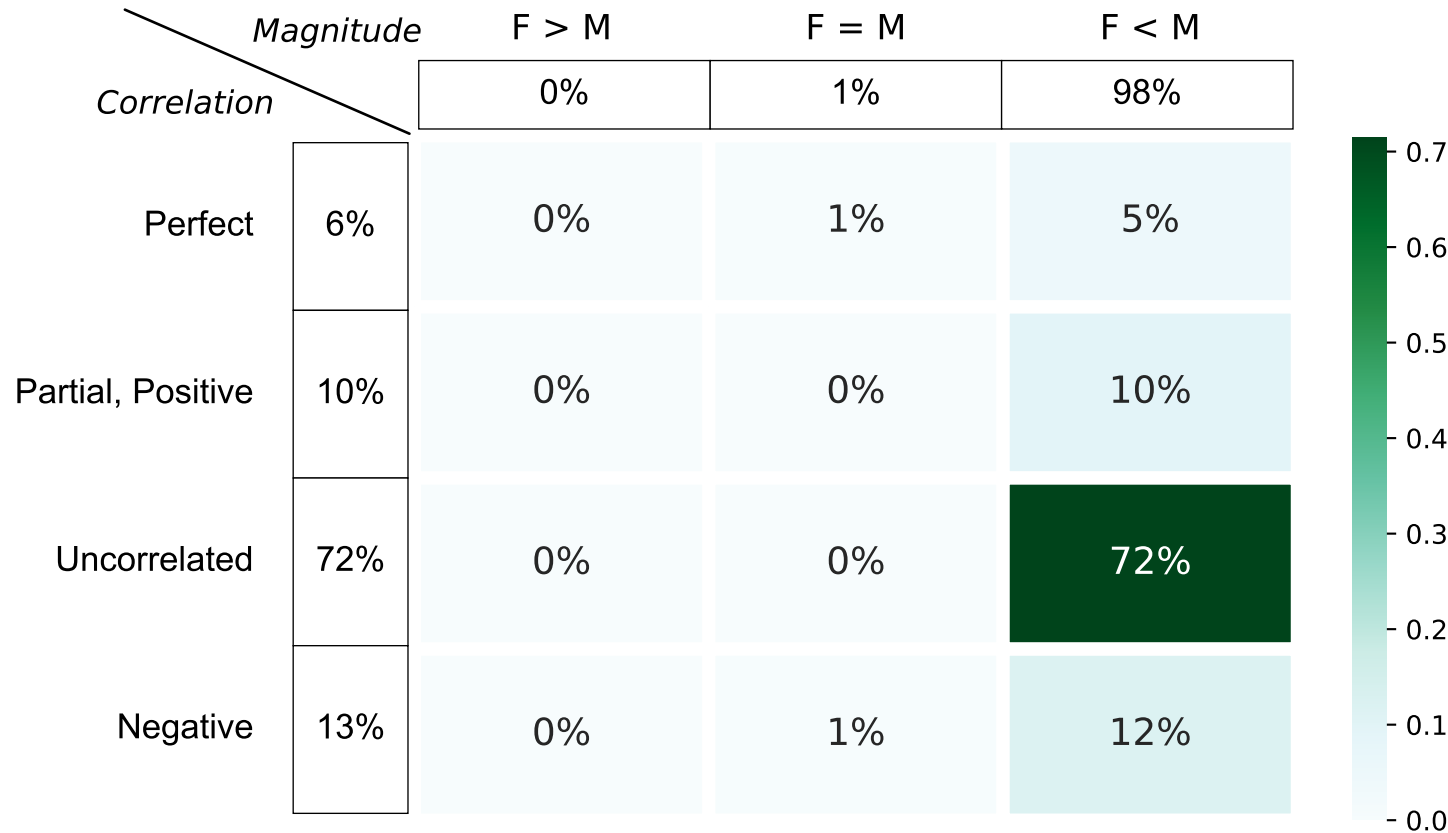 Magnitude F > M F = M F < M
Correlation 0% 1% 98%
Perfect 6% 0% 1% 5%
Partial, Positive 10% 0% 0% 10%
Uncorrelated 72% 0% 0% 72%
Negative 13% 0% 1% 12%
0.7
0.6
0.5
0.4
0.3
0.2
0.1
0.0